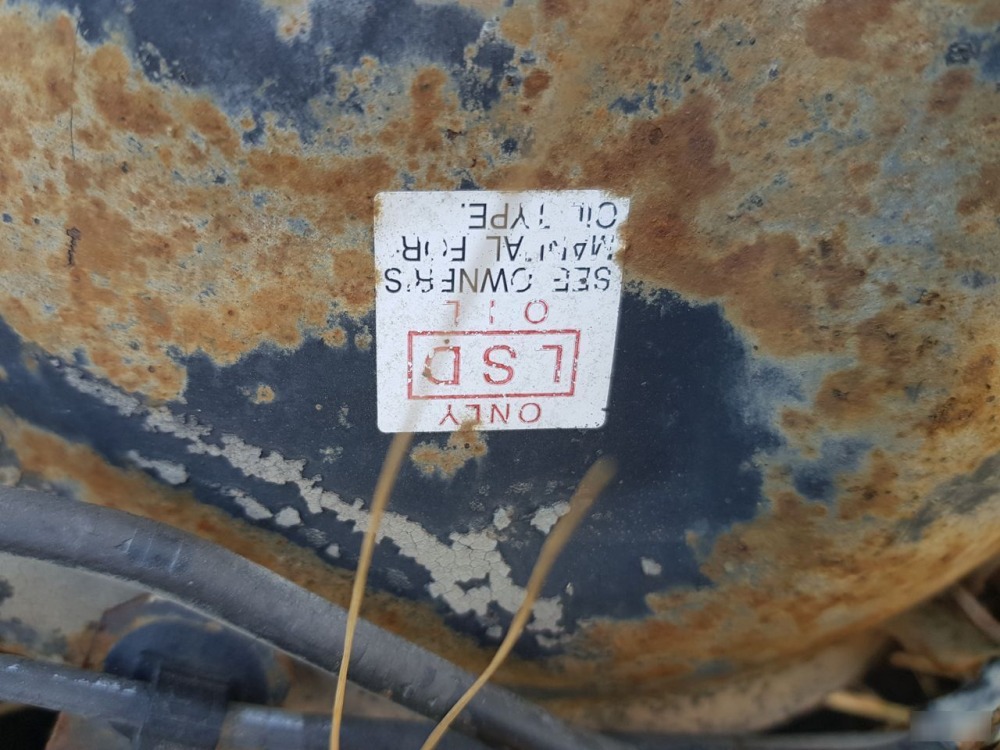 ONLY
LSD
OIL
SEE OWNER'S
MANUAL FOR
OIL TYPE.